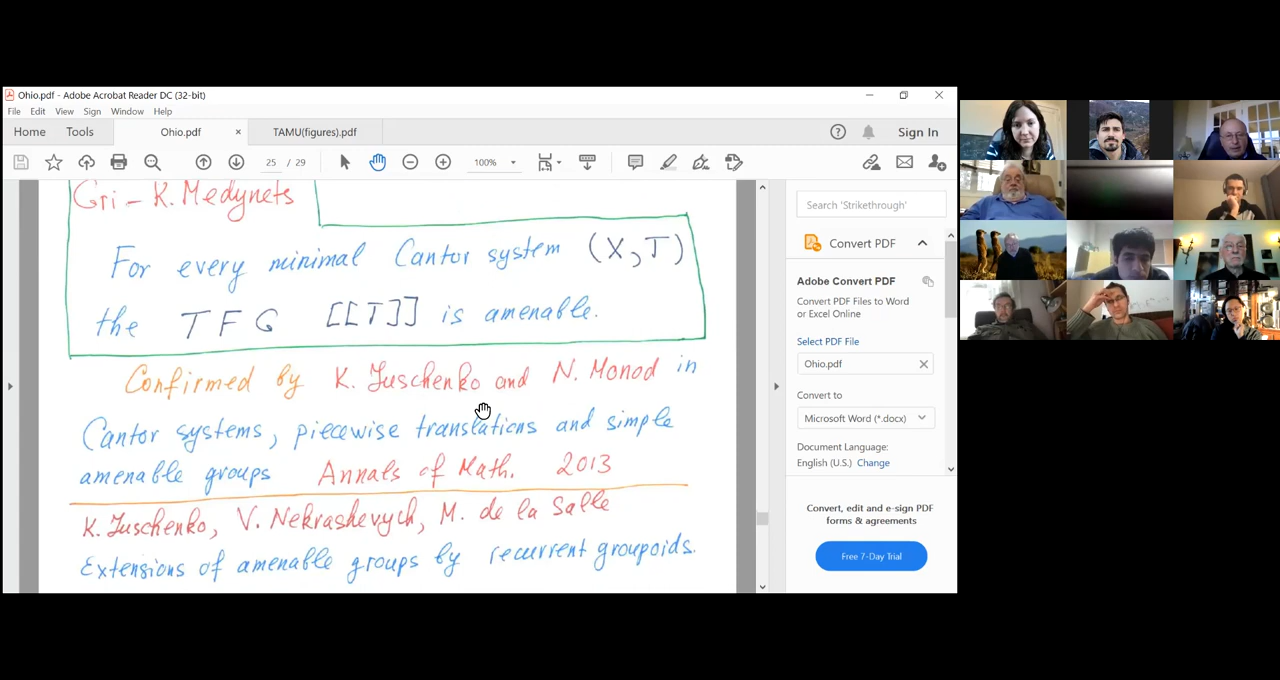 Ohio.pdf - Adobe Acrobat Reader DC (32-bit)
File Edit View Sign Window Help
Home Tools Ohio.pdf × TAMU(figures).pdf Sign In
25 / 29 100%
Gri - K. Medynets
For every minimal Cantor system (X, T)
the TFG [[T]] is amenable.
Confirmed by K. Juschenko and N. Monod in
Cantor systems, piecewise translations and simple
amenable groups Annals of Math. 2013
K. Juschenko, V. Nekrashevych, M. de la Salle
Extensions of amenable groups by recurrent groupoids.
Search 'Strikethrough'
Convert PDF
Adobe Convert PDF
Convert PDF Files to Word
or Excel Online
Select PDF File
Ohio.pdf
Convert to
Microsoft Word (*.docx)
Document Language:
English (U.S.) Change
Convert, edit and e-sign PDF
forms & agreements
Free 7-Day Trial